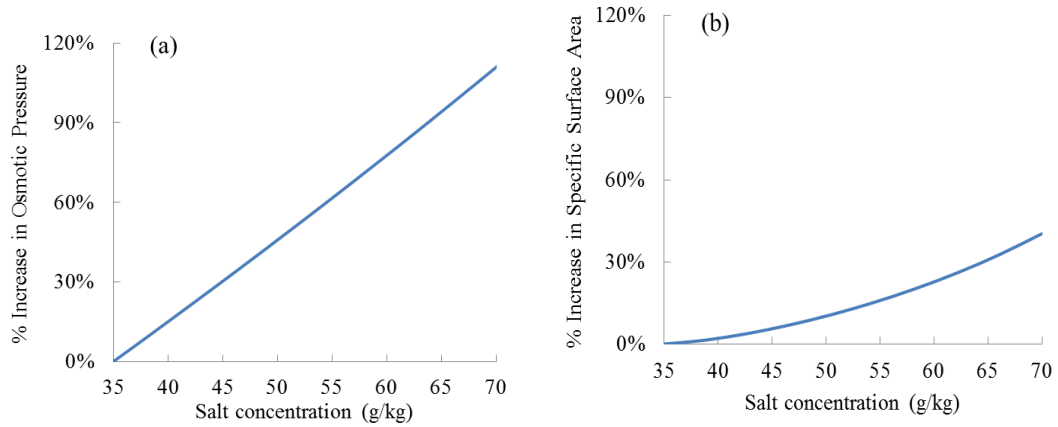 (a)
% Increase in Osmotic Pressure
120%
90%
60%
30%
0%
35 40 45 50 55 60 65 70
Salt concentration (g/kg)
(b)
% Increase in Specific Surface Area
120%
90%
60%
30%
0%
35 40 45 50 55 60 65 70
Salt concentration (g/kg)